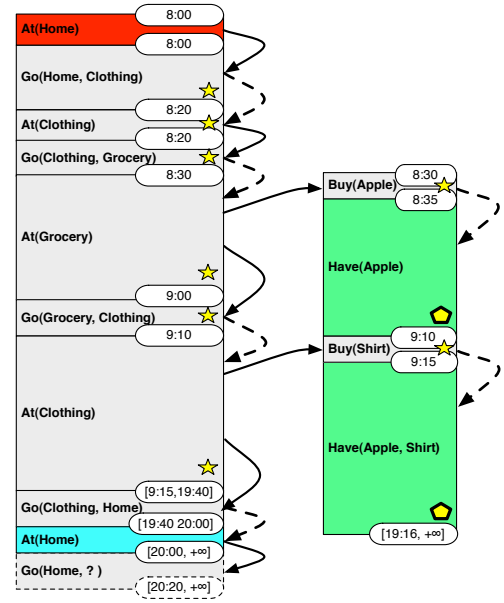 8:00
At(Home)
8:00
Go(Home, Clothing)
8:20
At(Clothing)
8:20
Go(Clothing, Grocery)
8:30
At(Grocery)
9:00
Go(Grocery, Clothing)
9:10
At(Clothing)
[9:15,19:40]
Go(Clothing, Home)
[19:40 20:00]
At(Home)
[20:00, +∞]
Go(Home, ? )
[20:20, +∞]
8:30
Buy(Apple)
8:35
Have(Apple)
9:10
Buy(Shirt)
9:15
Have(Apple, Shirt)
[19:16, +∞]